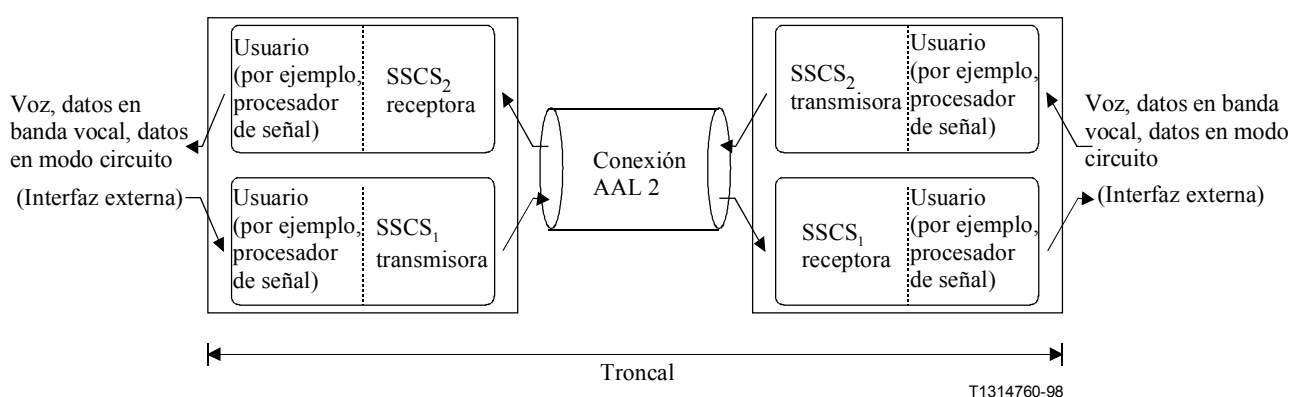 Voz, datos en
banda vocal, datos
en modo circuito
(Interfaz externa)
Usuario
(por ejemplo,
procesador
de señal)
SSCS2
receptora
Usuario
(por ejemplo,
procesador
de señal)
SSCS1
transmisora
Conexión
AAL 2
SSCS2
transmisora
Usuario
(por ejemplo,
procesador
de señal)
SSCS1
receptora
Usuario
(por ejemplo,
procesador
de señal)
Voz, datos en banda
vocal, datos en modo
circuito
(Interfaz externa)
Troncal
T1314760-98